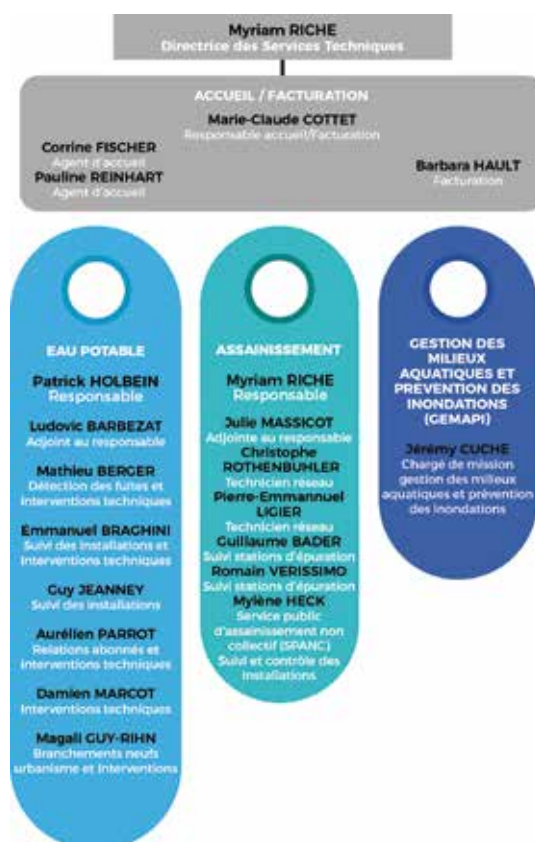 Myriam RICHE
Directrice des Services Techniques
ACCUEIL / FACTURATION
Marie-Claude COTTET
Responsable accueil/Facturation
Corrine FISCHER
Agent d'accueil
Pauline REINHART
Agent d'accueil
Barbara HAULT
Facturation
EAU POTABLE
Patrick HOLBEIN
Responsable
Ludovic BARBEZAT
Adjoint au responsable
Mathieu BERGER
Détection des fuites et
interventions techniques
Emmanuel BRAGHINI
Suivi des installations et
Interventions techniques
Guy JEANNEY
Suivi des installations
Aurélien PARROT
Relations abonnés et
interventions techniques
Damien MARCOT
Interventions techniques
Magali GUY-RIHN
Branchements neufs
urbanisme et Interventions
ASSAINISSEMENT
Myriam RICHE
Responsable
Julie MASSICOT
Adjointe au responsable
Christophe
ROTHENBUHLER
Technicien réseau
Pierre-Emmannuel
LIGIER
Technicien réseau
Guillaume BADER
Suivi stations d'épuration
Romain VERISSIMO
Suivi stations d'épuration
Mylène HECK
Service public
d'assainissement non
collectif (SPANC)
Suivi et contrôle des
installations
GESTION DES
MILIEUX
AQUATIQUES ET
PREVENTION DES
INONDATIONS
(GEMAPI)
Jérémy CUCHE
Chargé de mission
gestion des milieux
aquatiques et prévention
des inondations